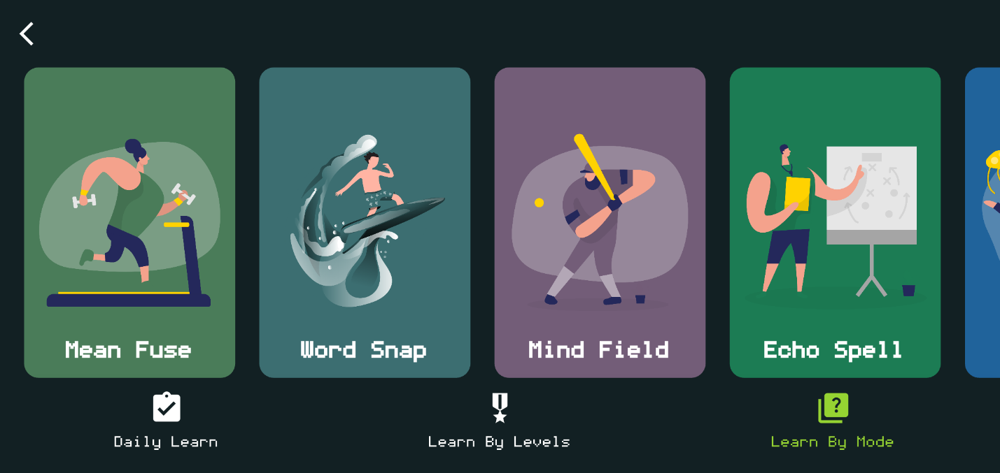 Mean Fuse
Word Snap
Mind Field
Echo Spell
Daily Learn
Learn By Levels
?
Learn By Mode